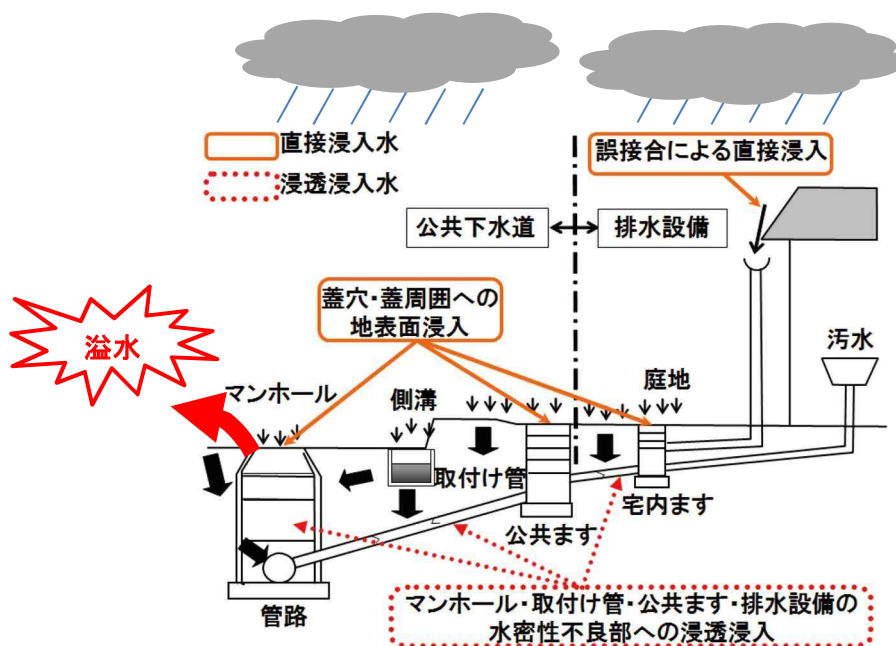 直接浸入水
浸透浸入水
誤接合による直接浸入
公共下水道
排水設備
蓋穴・蓋周囲への
地表面浸入
溢水
マンホール
側溝
庭地
汚水
取付け管
公共ます
宅内ます
管路
マンホール・取付け管・公共ます・排水設備の
水密性不良部への浸透浸入